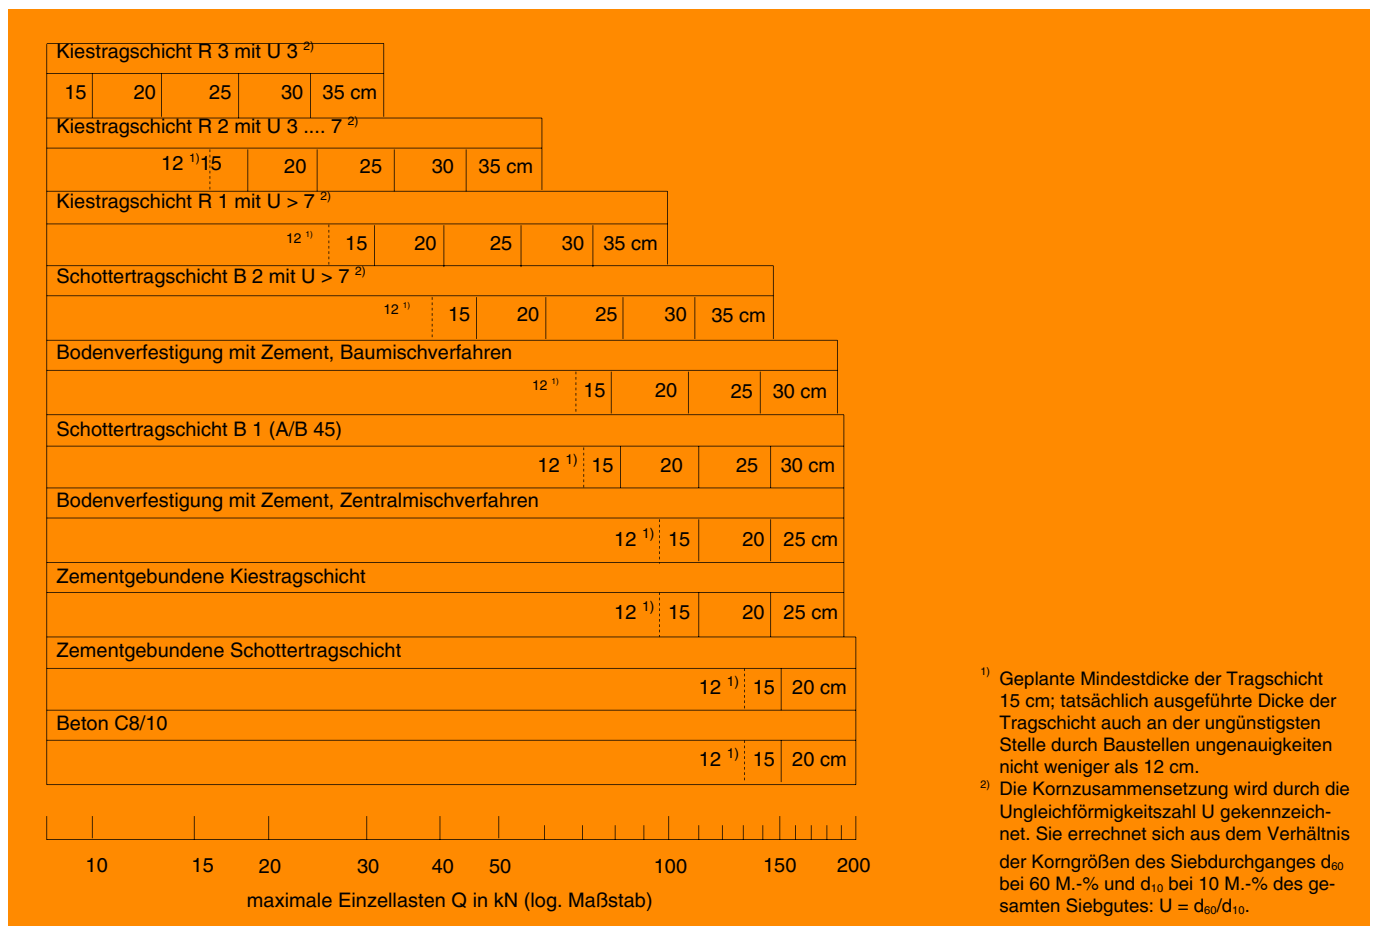 Kiestragschicht R 3 mit U 3 2)
15 20 25 30 35 cm
Kiestragschicht R 2 mit U 3 .... 7 2)
12 1) 15 20 25 30 35 cm
Kiestragschicht R 1 mit U > 7 2)
12 1) 15 20 25 30 35 cm
Schottertragschicht B 2 mit U > 7 2)
12 1) 15 20 25 30 35 cm
Bodenverfestigung mit Zement, Baumischverfahren
12 1) 15 20 25 30 cm
Schottertragschicht B 1 (A/B 45)
12 1) 15 20 25 30 cm
Bodenverfestigung mit Zement, Zentralmischverfahren
12 1) 15 20 25 cm
Zementgebundene Kiestragschicht
12 1) 15 20 25 cm
Zementgebundene Schottertragschicht
12 1) 15 20 cm
Beton C8/10
12 1) 15 20 cm
10 15 20 30 40 50 100 150 200
maximale Einzellasten Q in kN (log. Maßstab)
1) Geplante Mindestdicke der Tragschicht
15 cm; tatsächlich ausgeführte Dicke der
Tragschicht auch an der ungünstigsten
Stelle durch Baustellen ungenauigkeiten
nicht weniger als 12 cm.
2) Die Kornzusammensetzung wird durch die
Ungleichförmigkeitszahl U gekennzeich-
net. Sie errechnet sich aus dem Verhältnis
der Korngrößen des Siebdurchganges d60
bei 60 M.-% und d10 bei 10 M.-% des ge-
samten Siebgutes: U = d60/d10.